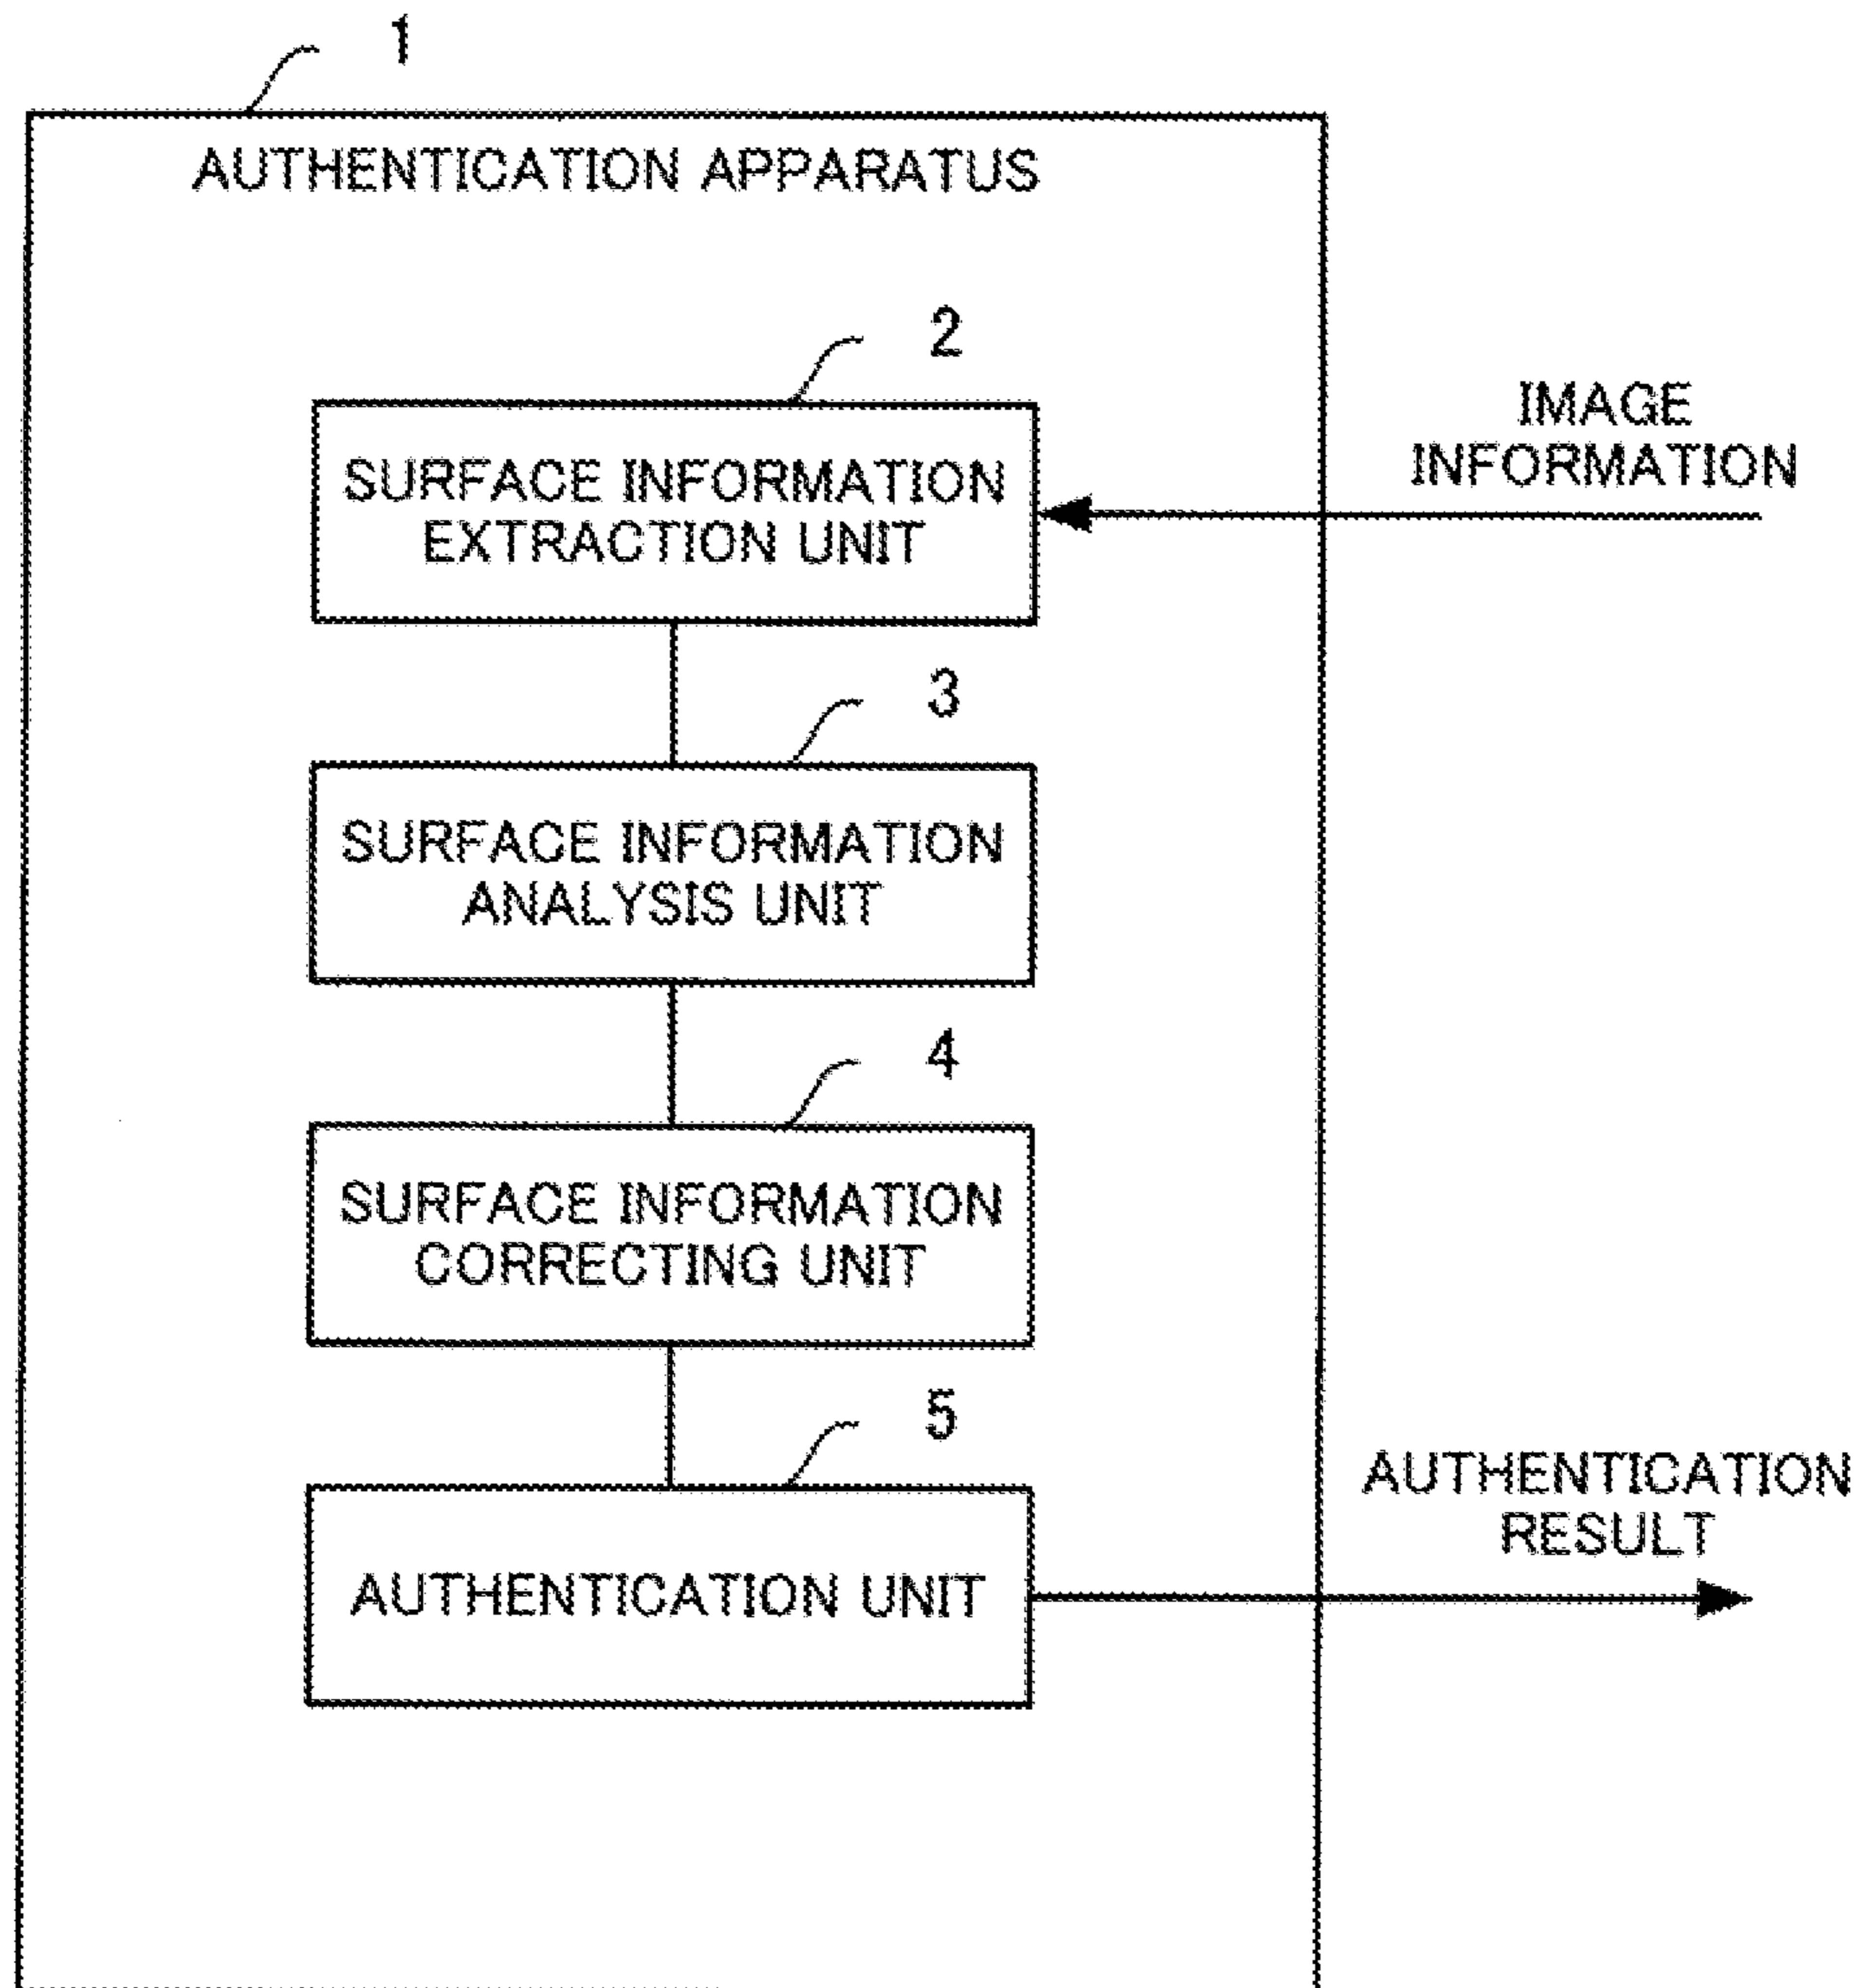 1
AUTHENTICATION APPARATUS
2
SURFACE INFORMATION
EXTRACTION UNIT
IMAGE
INFORMATION
3
SURFACE INFORMATION
ANALYSIS UNIT
4
SURFACE INFORMATION
CORRECTING UNIT
5
AUTHENTICATION UNIT
AUTHENTICATION
RESULT